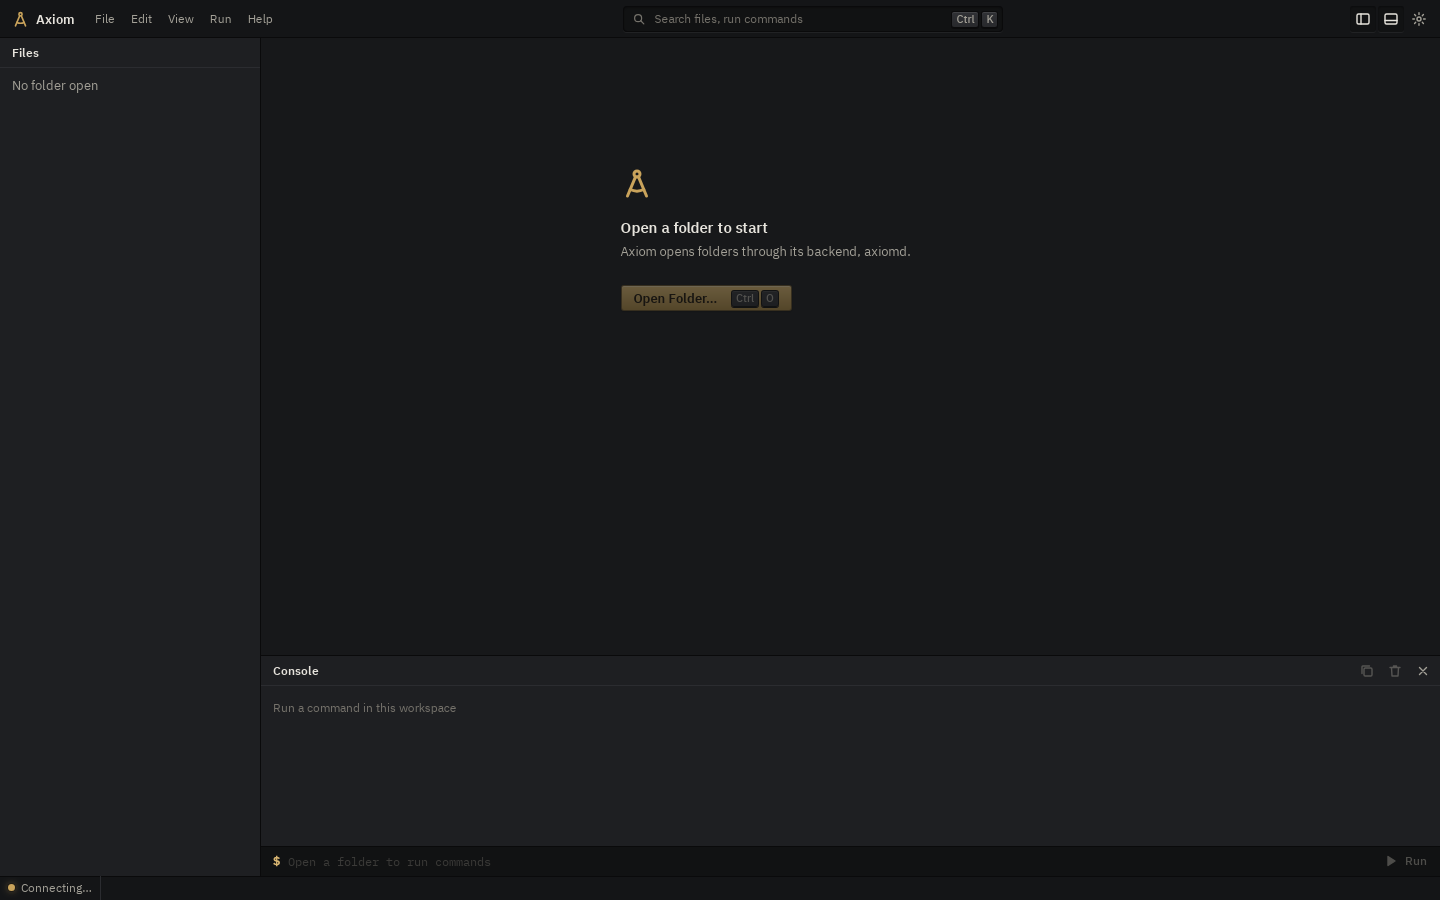 Axiom File Edit View Run Help Search files, run commands Ctrl K
Files
No folder open
Open a folder to start
Axiom opens folders through its backend, axiomd.
Open Folder... Ctrl O
Console
Run a command in this workspace
$ Open a folder to run commands Run
Connecting...